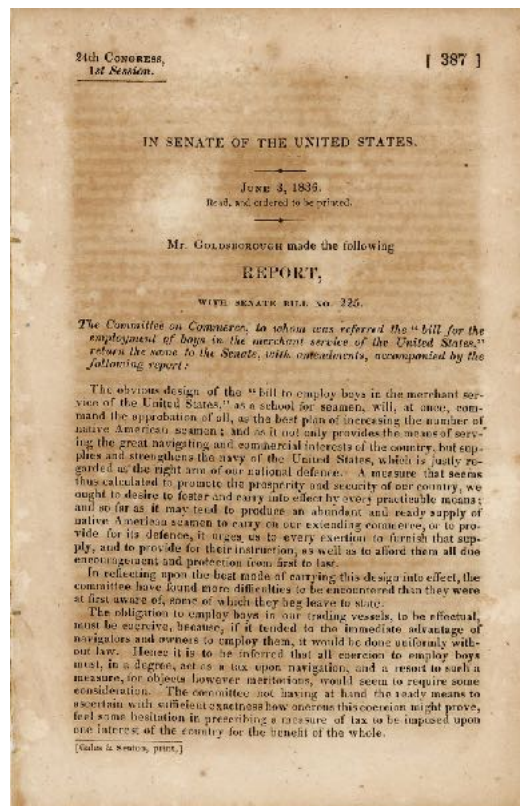 24th CONGRESS,
1st Session.
[ 387 ]
IN SENATE OF THE UNITED STATES.
JUNE 3, 1836.
Read, and ordered to be printed.
Mr. GOLDSBOROUGH made the following
REPORT,
WITH SENATE BILL NO. 225.
The Committee on Commerce, to whom was referred the "bill for the
employment of boys in the merchant service of the United States,"
return the same to the Senate, with amendments, accompanied by the
following report:
The obvious design of the "bill to employ boys in the merchant ser-
vice of the United States," as a school for seamen, will, at once, com-
mand the approbation of all, as the best plan of increasing the number of
native American seamen; and as it not only provides the means of serv-
ing the great navigating and commercial interests of the country, but sup-
plies and strengthens the navy of the United States, which is justly re-
garded as the right arm of our national defence. A measure that seems
thus calculated to promote the prosperity and security of our country, we
ought to desire to foster and carry into effect by every practicable means;
and so far as it may tend to produce an abundant and ready supply of
native American seamen to carry on our extending commerce, or to pro-
vide for its defence, it urges us to every exertion to furnish that sup-
ply, and to provide for their instruction, as well as to afford them all due
encouragement and protection from first to last.
In reflecting upon the best mode of carrying this design into effect, the
committee have found more difficulties to be encountered than they were
at first aware of, some of which they beg leave to state.
The obligation to employ boys in our trading vessels, to be effectual,
must be coercive, because, if it tended to the immediate advantage of
navigators and owners to employ them, it would be done uniformly with-
out law. Hence it is to be inferred that all coercion to employ boys
must, in a degree, act as a tax upon navigation, and a resort to such a
measure, for objects however meritorious, would seem to require some
consideration. The committee not having at hand the ready means to
ascertain with sufficient exactness how onerous this coercion might prove,
feel some hesitation in prescribing a measure of tax to be imposed upon
one interest of the country for the benefit of the whole.
[Gales & Seaton, print.]